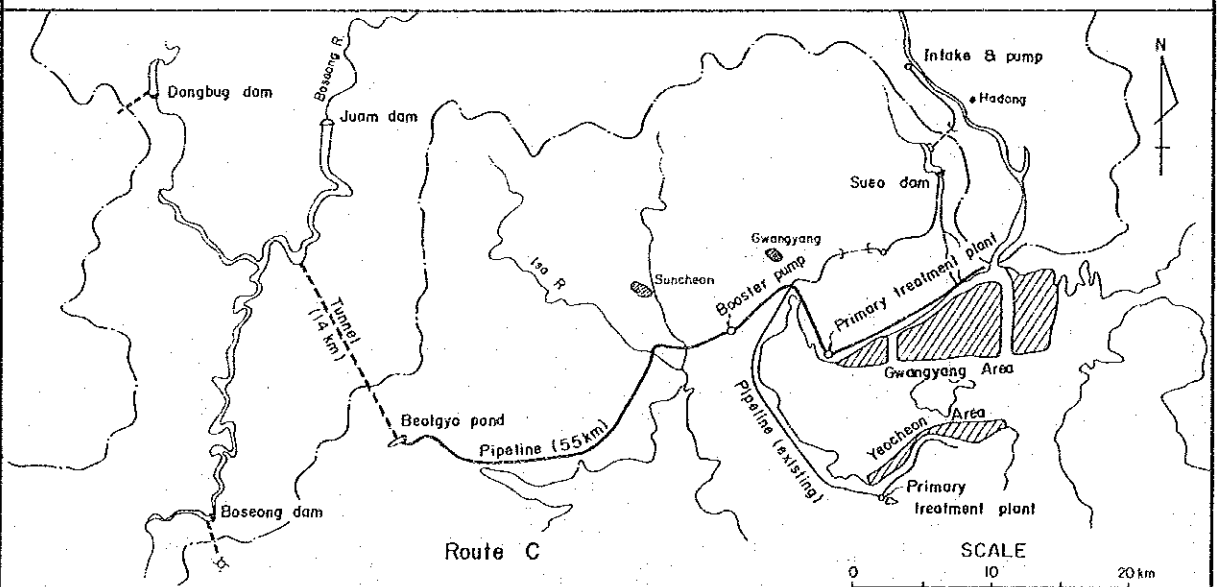 Dongbug dam
Bosaong R.
Juam dam
Intake & pump
Hadong
N
Sueo dam
Gwangyang
Iso R
Suncheon
Booster pump
Primary treatment plant
Tunnel
(14 km)
Gwangyang Area
Beolgyo pond
Pipeline (55km)
Pipeline (existing)
Yeocheon Area
Primary
treatment plant
Boseong dam
Route C
SCALE
0 10 20 km